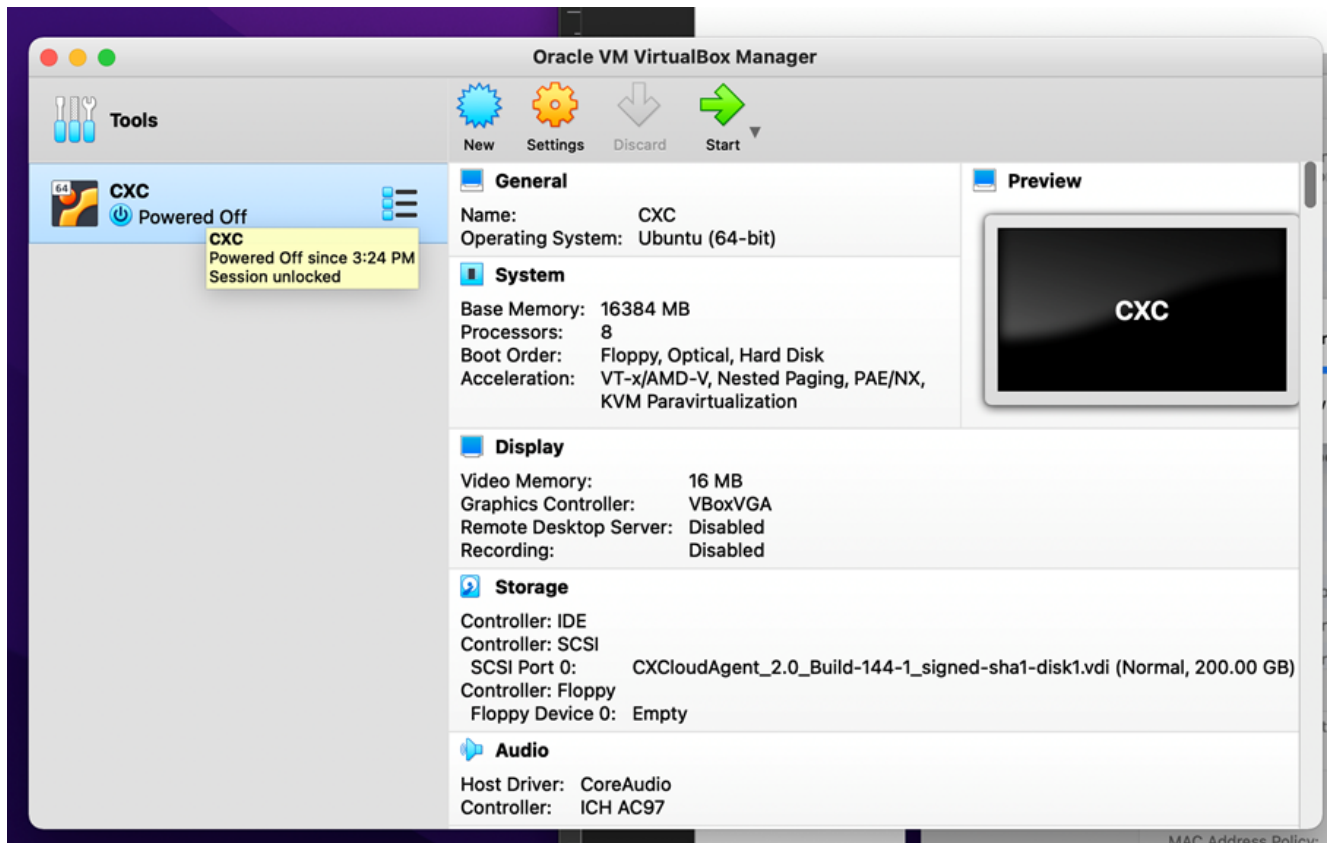 Oracle VM VirtualBox Manager
Tools
New Settings Discard Start
64
CXC
Powered Off
CXC
Powered Off since 3:24 PM
Session unlocked
General
Name: CXC
Operating System: Ubuntu (64-bit)
Preview
CXC
System
Base Memory: 16384 MB
Processors: 8
Boot Order: Floppy, Optical, Hard Disk
Acceleration: VT-x/AMD-V, Nested Paging, PAE/NX,
KVM Paravirtualization
Display
Video Memory: 16 MB
Graphics Controller: VBoxVGA
Remote Desktop Server: Disabled
Recording: Disabled
Storage
Controller: IDE
Controller: SCSI
SCSI Port 0: CXCloudAgent_2.0_Build-144-1_signed-sha1-disk1.vdi (Normal, 200.00 GB)
Controller: Floppy
Floppy Device 0: Empty
Audio
Host Driver: CoreAudio
Controller: ICH AC97
MAC Address Policy: